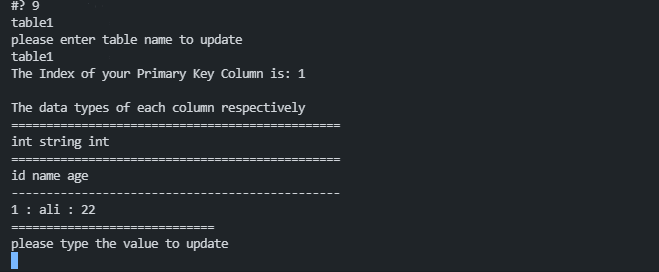 #? 9
table1
please enter table name to update
table1
The Index of your Primary Key Column is: 1
The data types of each column respectively
===============================================
int string int
===============================================
id name age
-----------------------------------------------
1 : ali : 22
=============================
please type the value to update